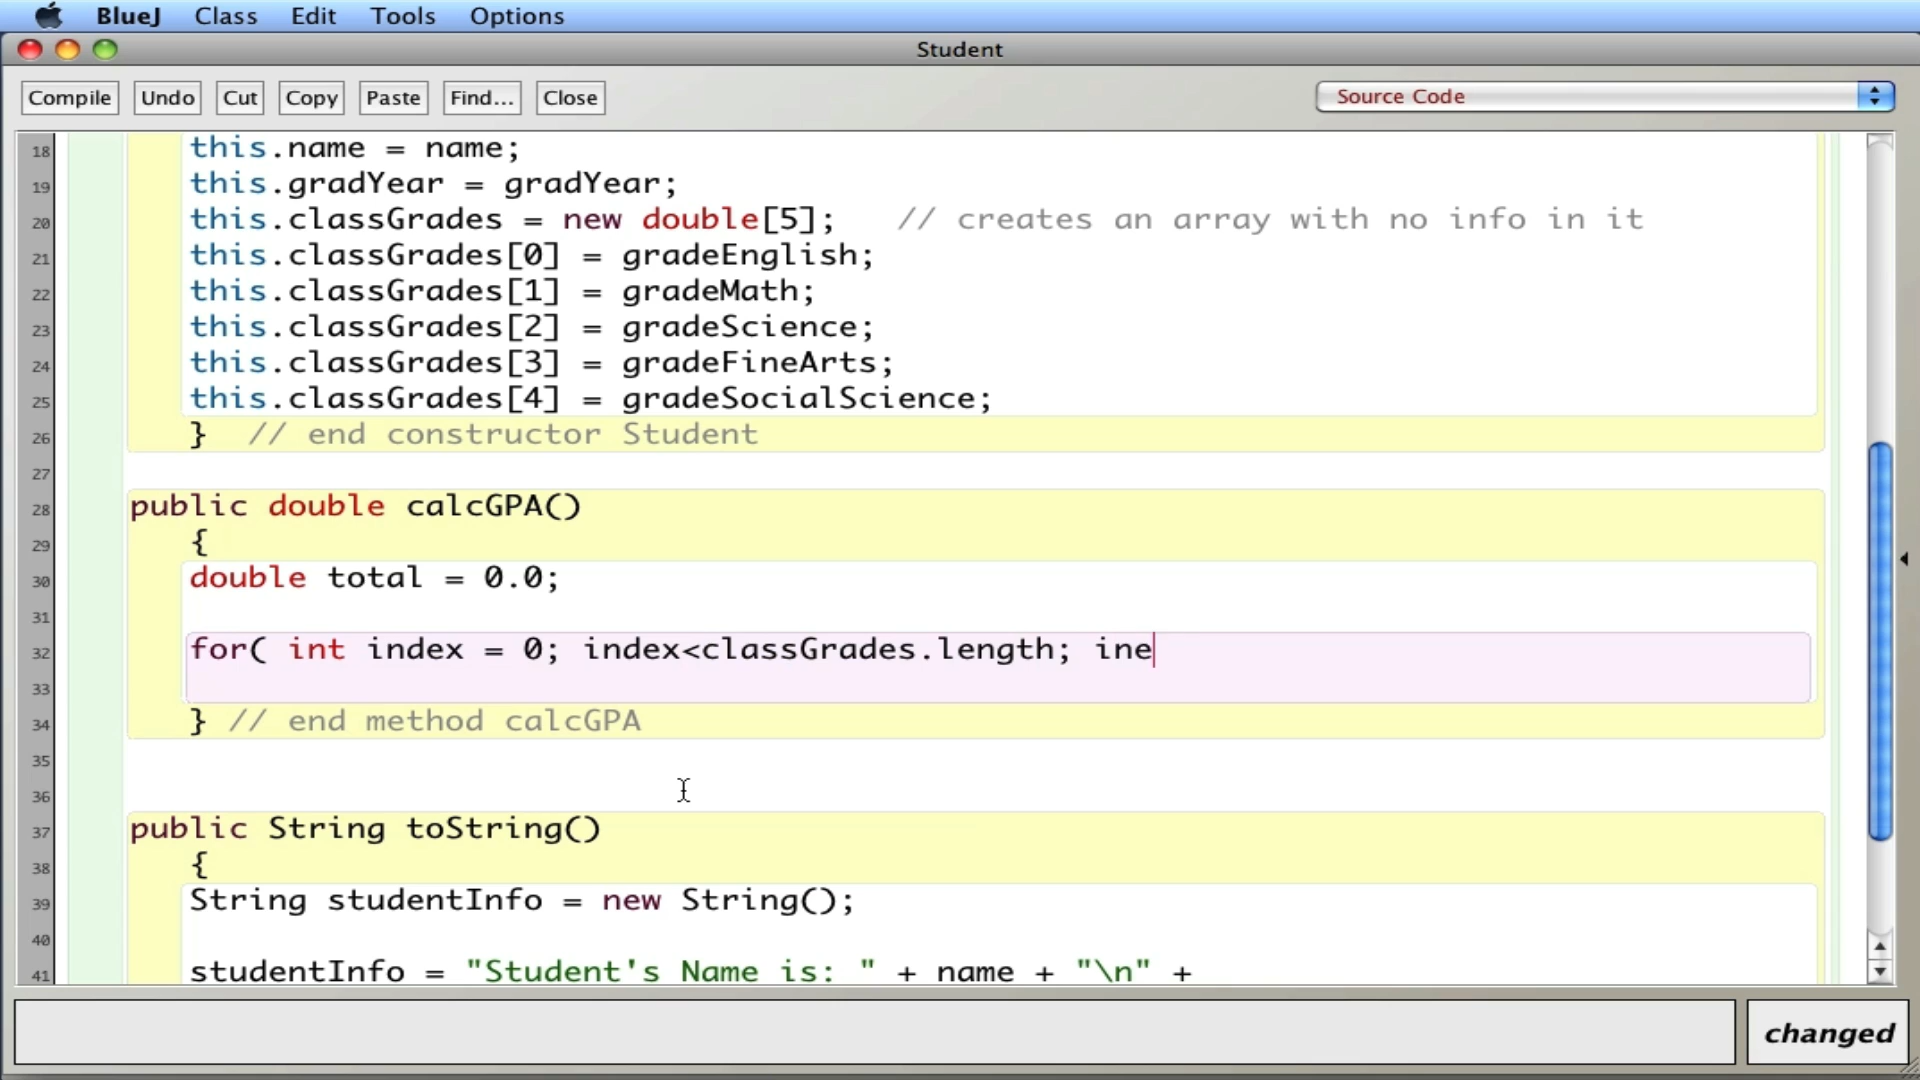 BlueJ Class Edit Tools Options
Student
Compile Undo Cut Copy Paste Find... Close Source Code
18 this.name = name;
19 this.gradYear = gradYear;
20 this.classGrades = new double[5]; // creates an array with no info in it
21 this.classGrades[0] = gradeEnglish;
22 this.classGrades[1] = gradeMath;
23 this.classGrades[2] = gradeScience;
24 this.classGrades[3] = gradeFineArts;
25 this.classGrades[4] = gradeSocialScience;
26 } // end constructor Student
27
28 public double calcGPA()
29 {
30 double total = 0.0;
31
32 for( int index = 0; index<classGrades.length; ine
33
34 } // end method calcGPA
35
36
37 public String toString()
38 {
39 String studentInfo = new String();
40
41 studentInfo = "Student's Name is: " + name + "\n" +
changed